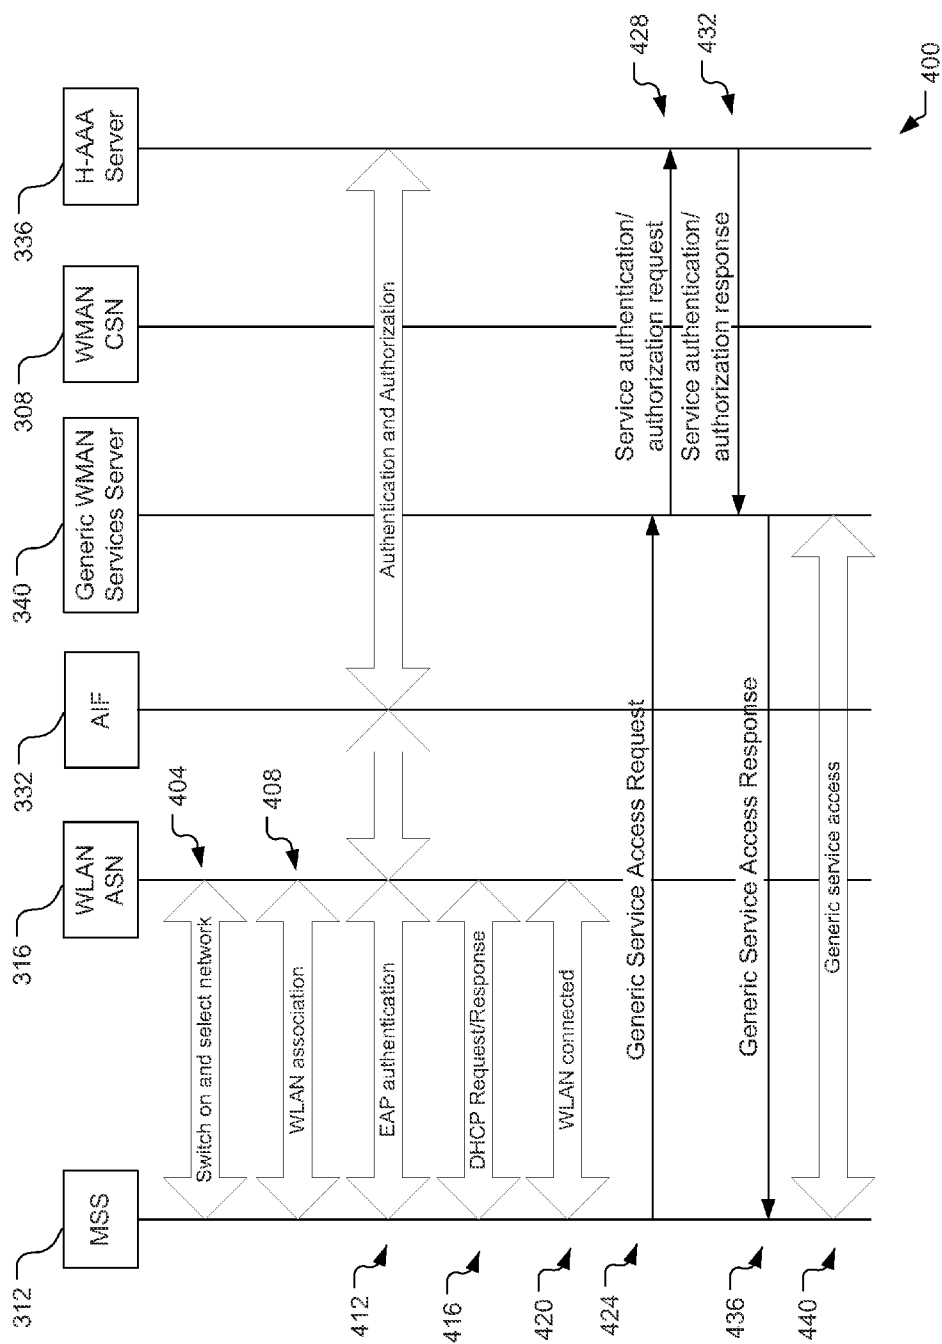 312
316
332
340
308
336
MSS
WLAN
ASN
AIF
Generic WMAN
Services Server
WMAN
CSN
H-AAA
Server
Switch on and select network
404
WLAN association
408
412
EAP authentication
Authentication and Authorization
416
DHCP Request/Response
420
WLAN connected
424
Generic Service Access Request
Service authentication/
authorization request
428
Service authentication/
authorization response
432
436
Generic Service Access Response
440
Generic service access
400